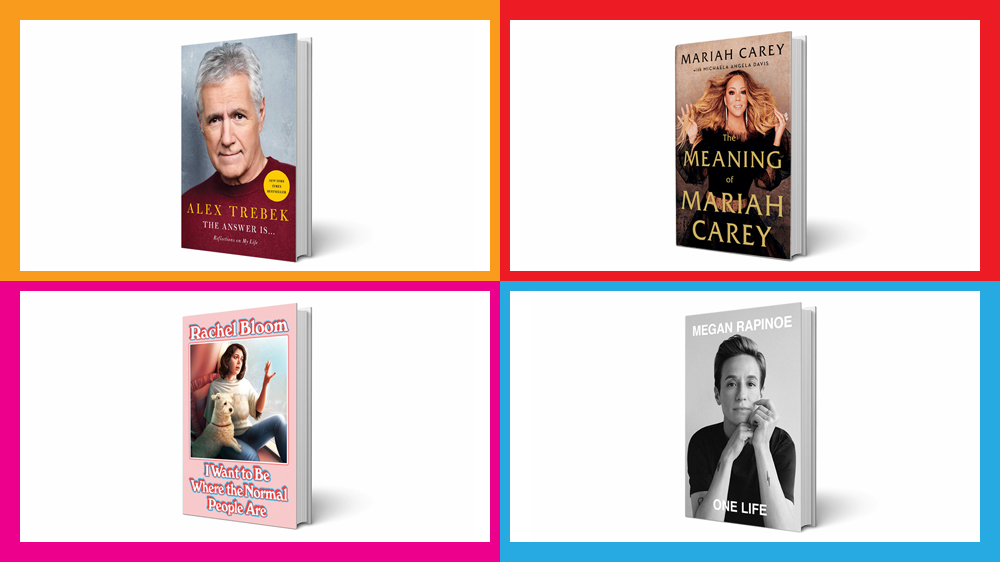 NEW YORK
TIMES
BESTSELLER
ALEX TREBEK
THE ANSWER IS...
Reflections on My Life
MARIAH CAREY
with MICHAELA ANGELA DAVIS
The
MEANING
of
MARIAH
CAREY
Rachel Bloom
I Want to Be
Where the Normal
People Are
MEGAN RAPINOE
ONE LIFE